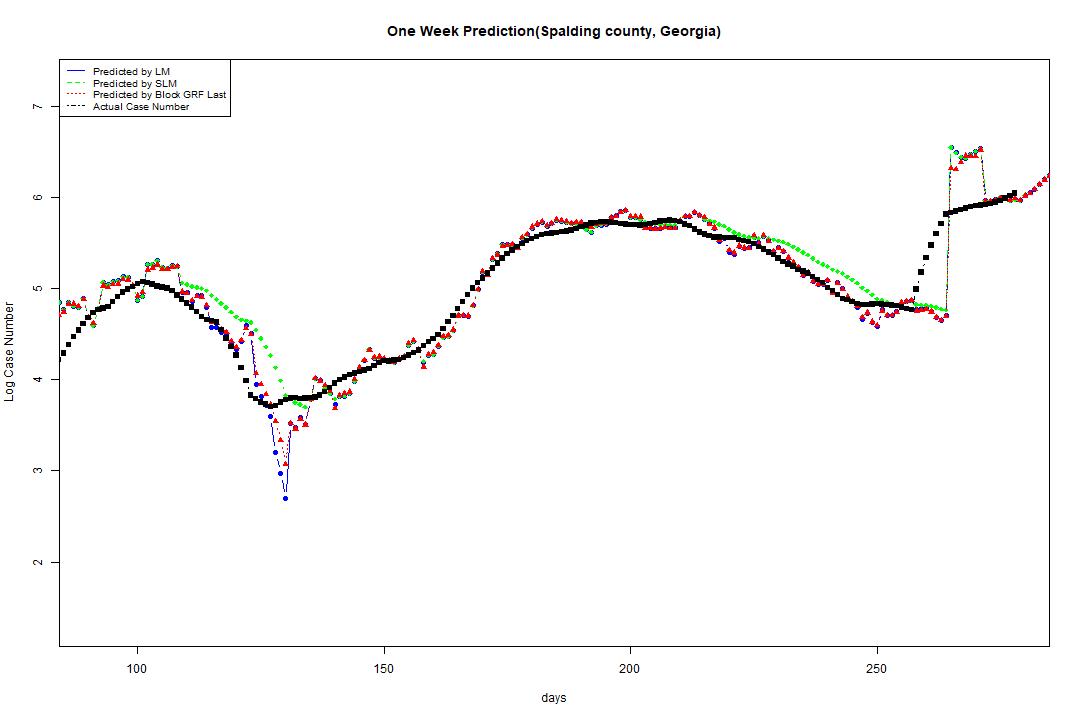 One Week Prediction(Spalding county, Georgia)
Predicted by LM
Predicted by SLM
Predicted by Block GRF Last
Actual Case Number
7
6
5
4
3
2
Log Case Number
100 150 200 250
days